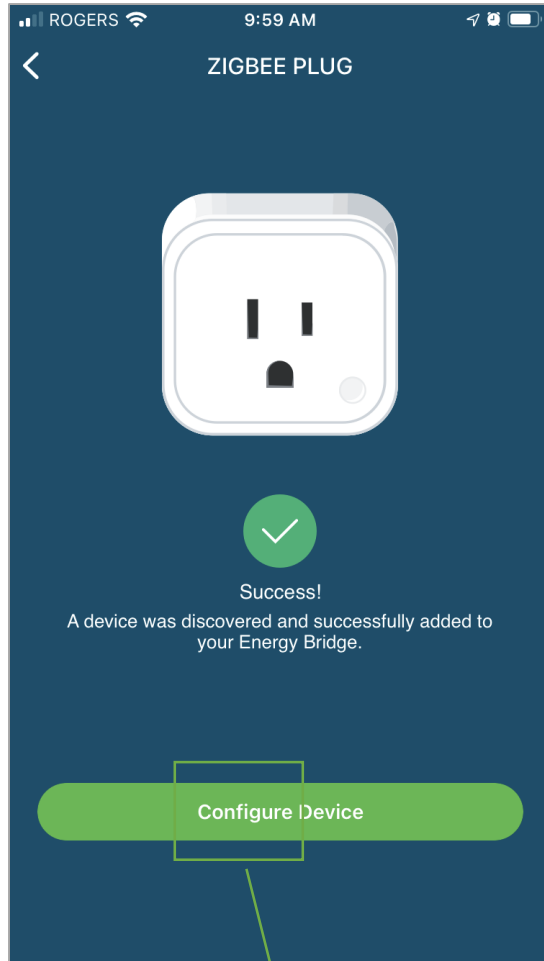 ROGERS 9:59 AM
ZIGBEE PLUG
Success!
A device was discovered and successfully added to
your Energy Bridge.
Configure Device